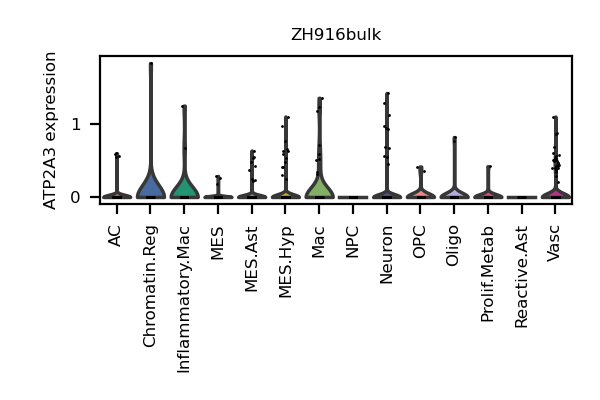 ZH916bulk
ATP2A3 expression
1
0
AC
Chromatin.Reg
Inflammatory.Mac
MES
MES.Ast
MES.Hyp
Mac
NPC
Neuron
OPC
Oligo
Prolif.Metab
Reactive.Ast
Vasc